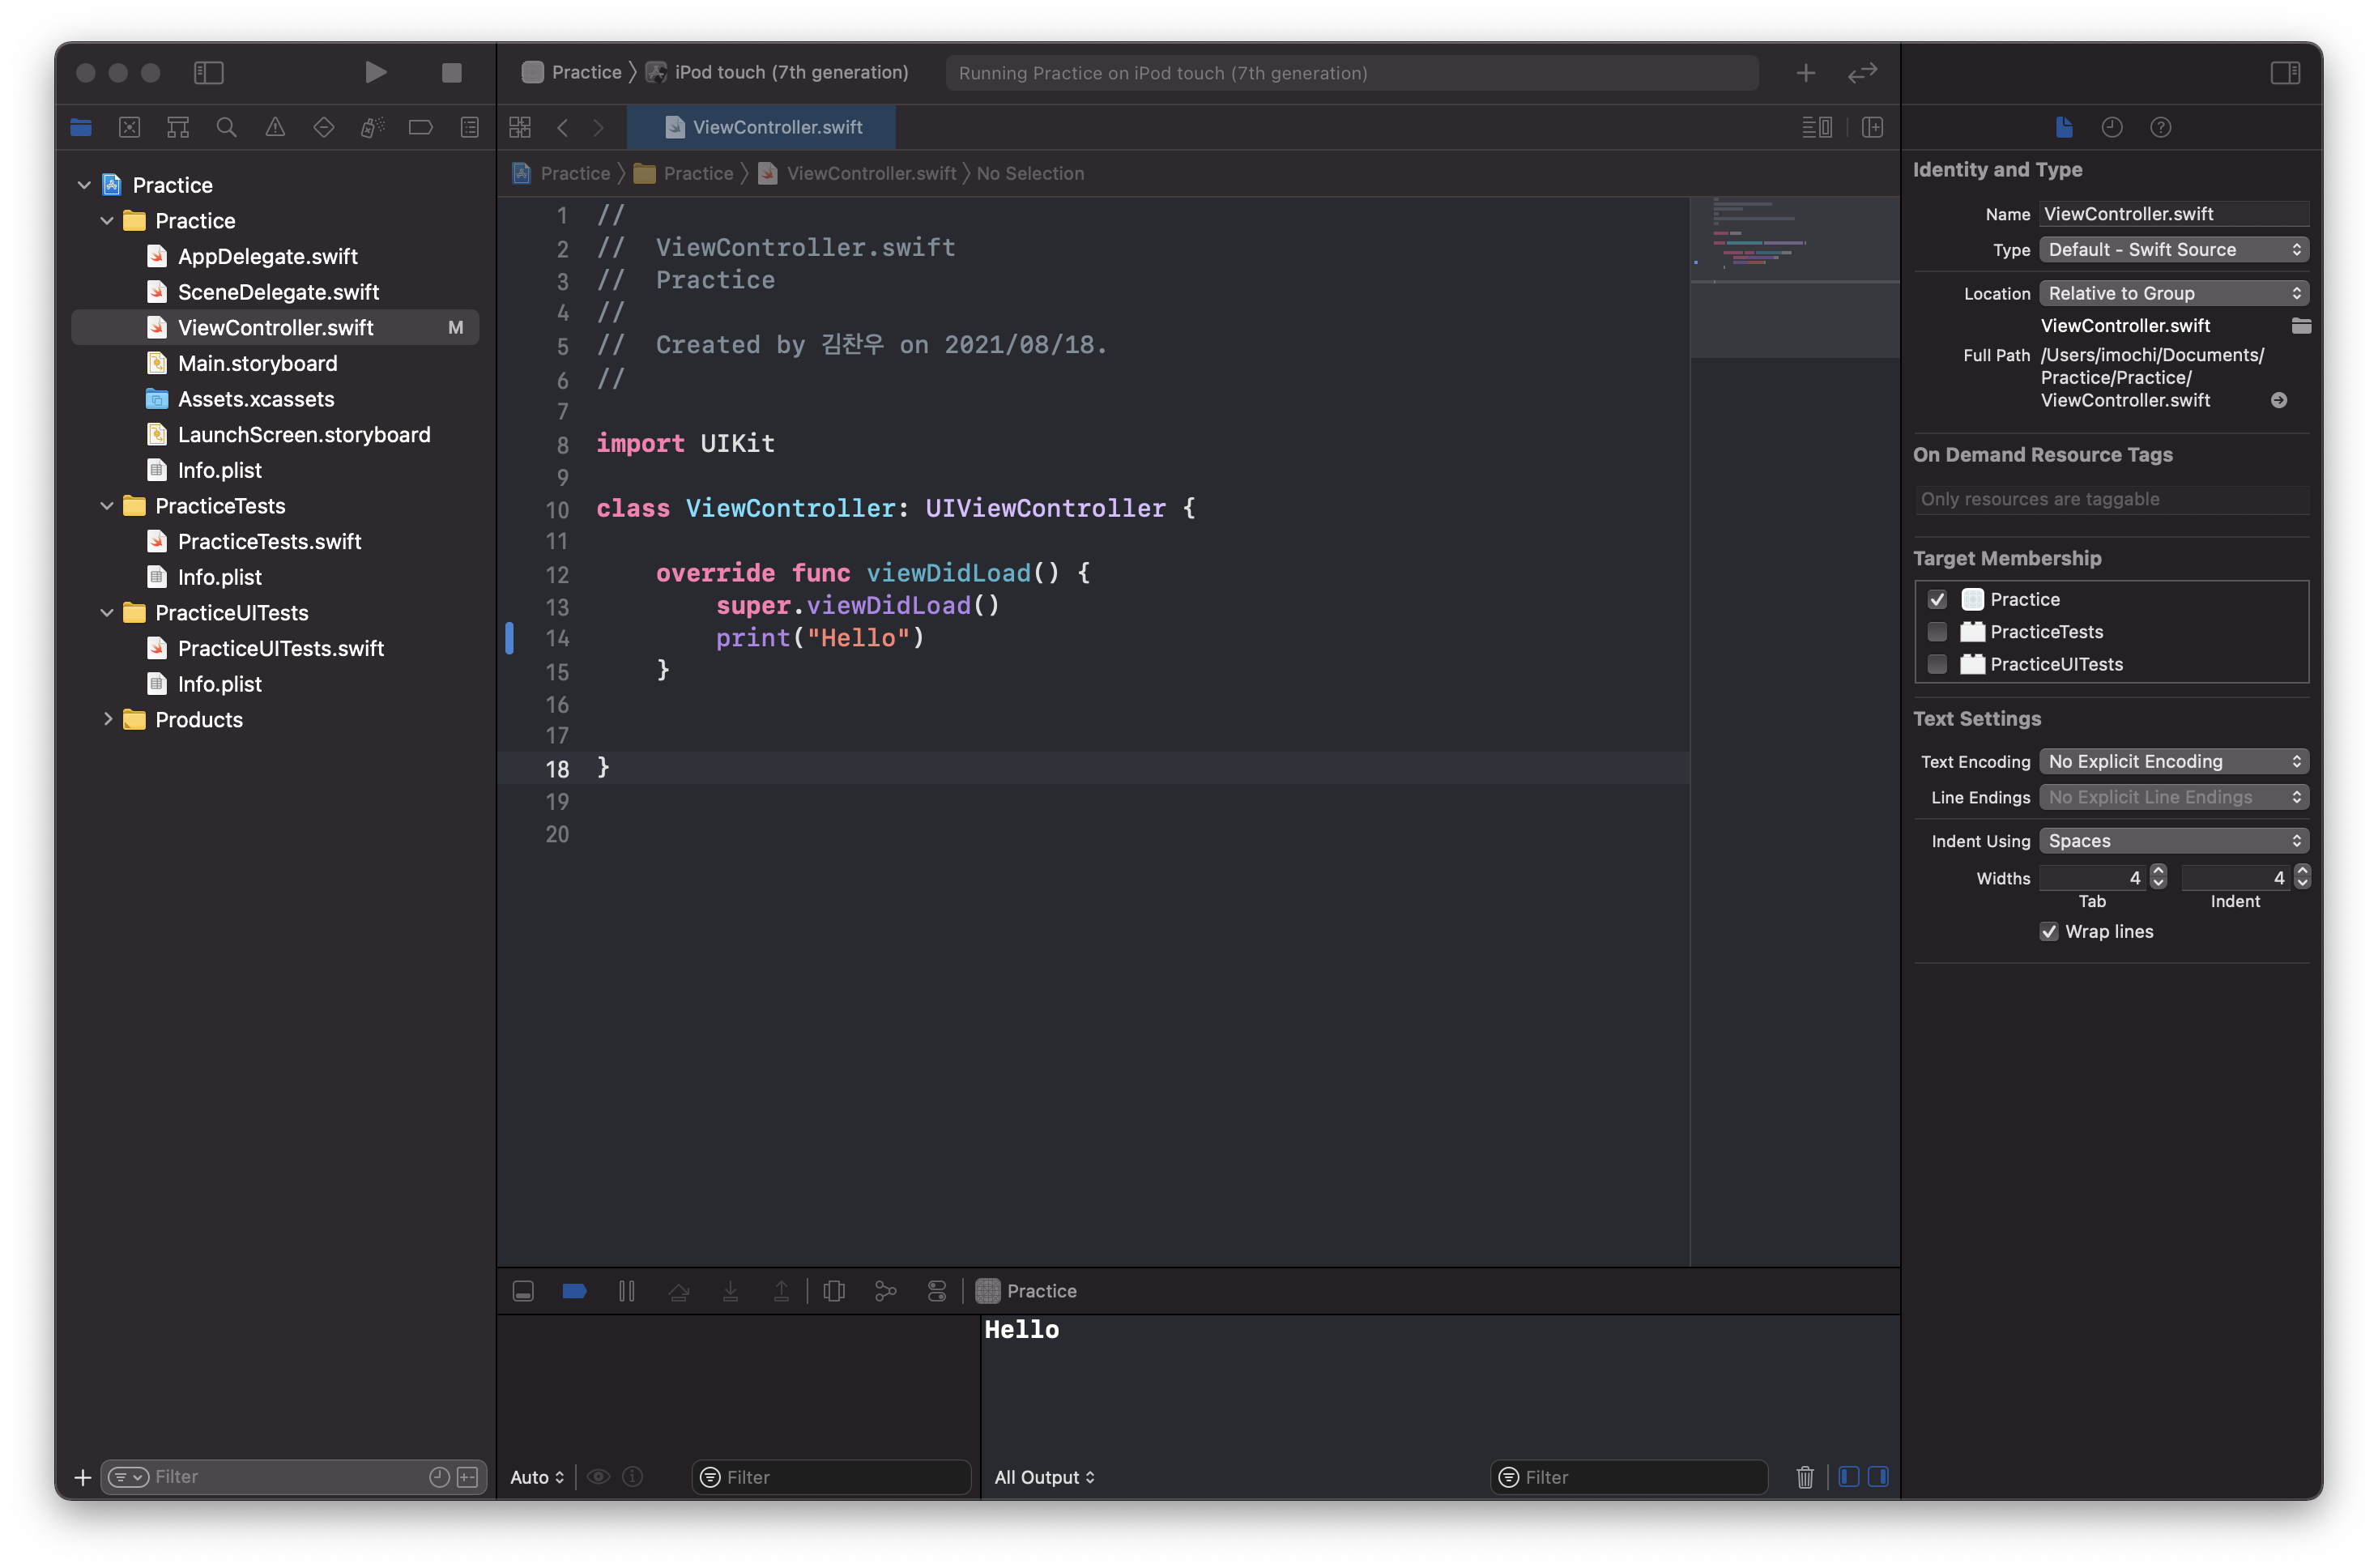 Practice 〉 iPod touch (7th generation)
Running Practice on iPod touch (7th generation)
ViewController.swift
Practice 〉 Practice 〉 ViewController.swift 〉 No Selection
Practice
Practice
AppDelegate.swift
SceneDelegate.swift
ViewController.swift M
Main.storyboard
Assets.xcassets
LaunchScreen.storyboard
Info.plist
PracticeTests
PracticeTests.swift
Info.plist
PracticeUITests
PracticeUITests.swift
Info.plist
Products
Filter
1 //
2 //  ViewController.swift
3 //  Practice
4 //
5 //  Created by 김찬우 on 2021/08/18.
6 //
7
8 import UIKit
9
10 class ViewController: UIViewController {
11
12     override func viewDidLoad() {
13         super.viewDidLoad()
14         print("Hello")
15     }
16
17
18 }
19
20
Practice
Hello
Auto
Filter
All Output
Filter
Identity and Type
Name ViewController.swift
Type Default - Swift Source
Location Relative to Group
ViewController.swift
Full Path /Users/imochi/Documents/
Practice/Practice/
ViewController.swift
On Demand Resource Tags
Only resources are taggable
Target Membership
Practice
PracticeTests
PracticeUITests
Text Settings
Text Encoding No Explicit Encoding
Line Endings No Explicit Line Endings
Indent Using Spaces
Widths 4 4
Tab Indent
Wrap lines